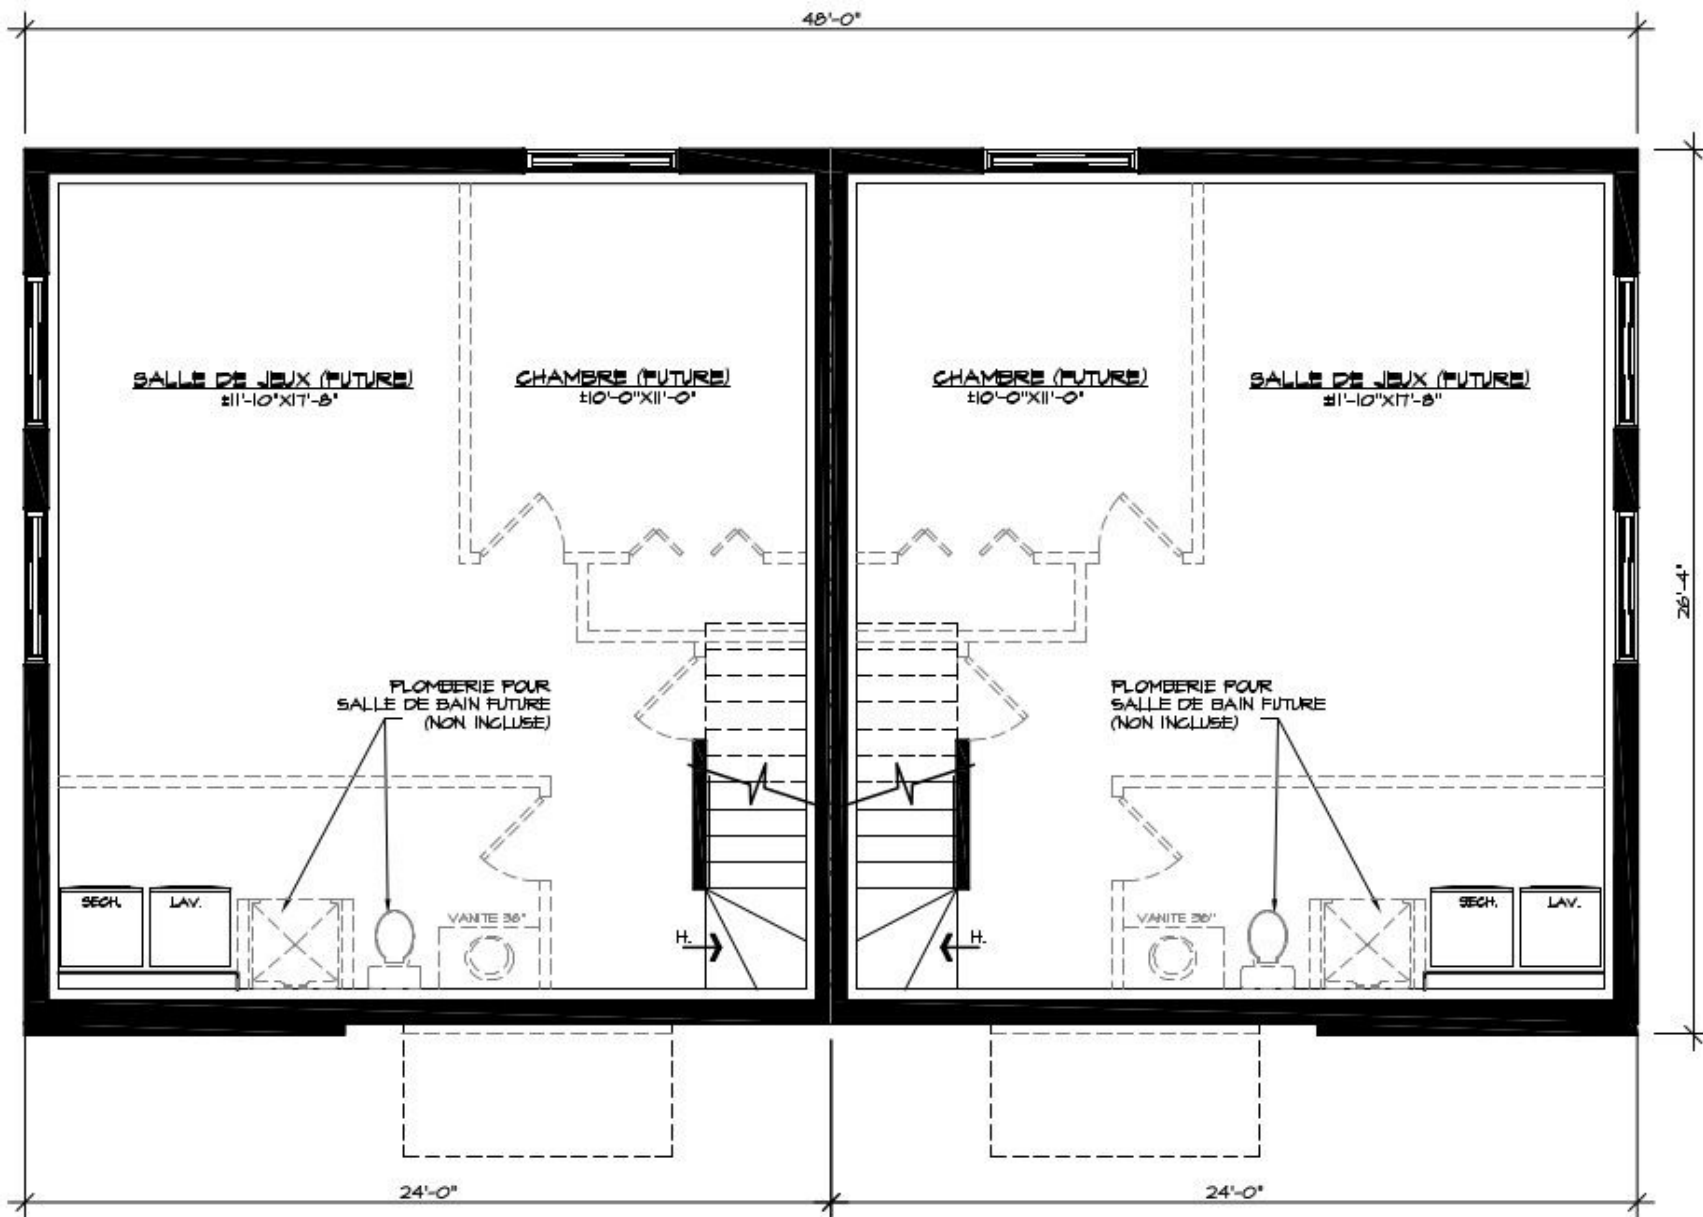 48'-0"
SALLE DE JEUX (FUTURE)
±11'-10"X17'-8"
CHAMBRE (FUTURE)
±10'-0"X11'-0"
CHAMBRE (FUTURE)
±10'-0"X11'-0"
SALLE DE JEUX (FUTURE)
±11'-10"X17'-8"
26'-4"
PLOMBERIE POUR
SALLE DE BAIN FUTURE
(NON INCLUSE)
PLOMBERIE POUR
SALLE DE BAIN FUTURE
(NON INCLUSE)
SECH.
LAV.
VANITE 36"
H.
H.
VANITE 36"
SECH.
LAV.
24'-0"
24'-0"